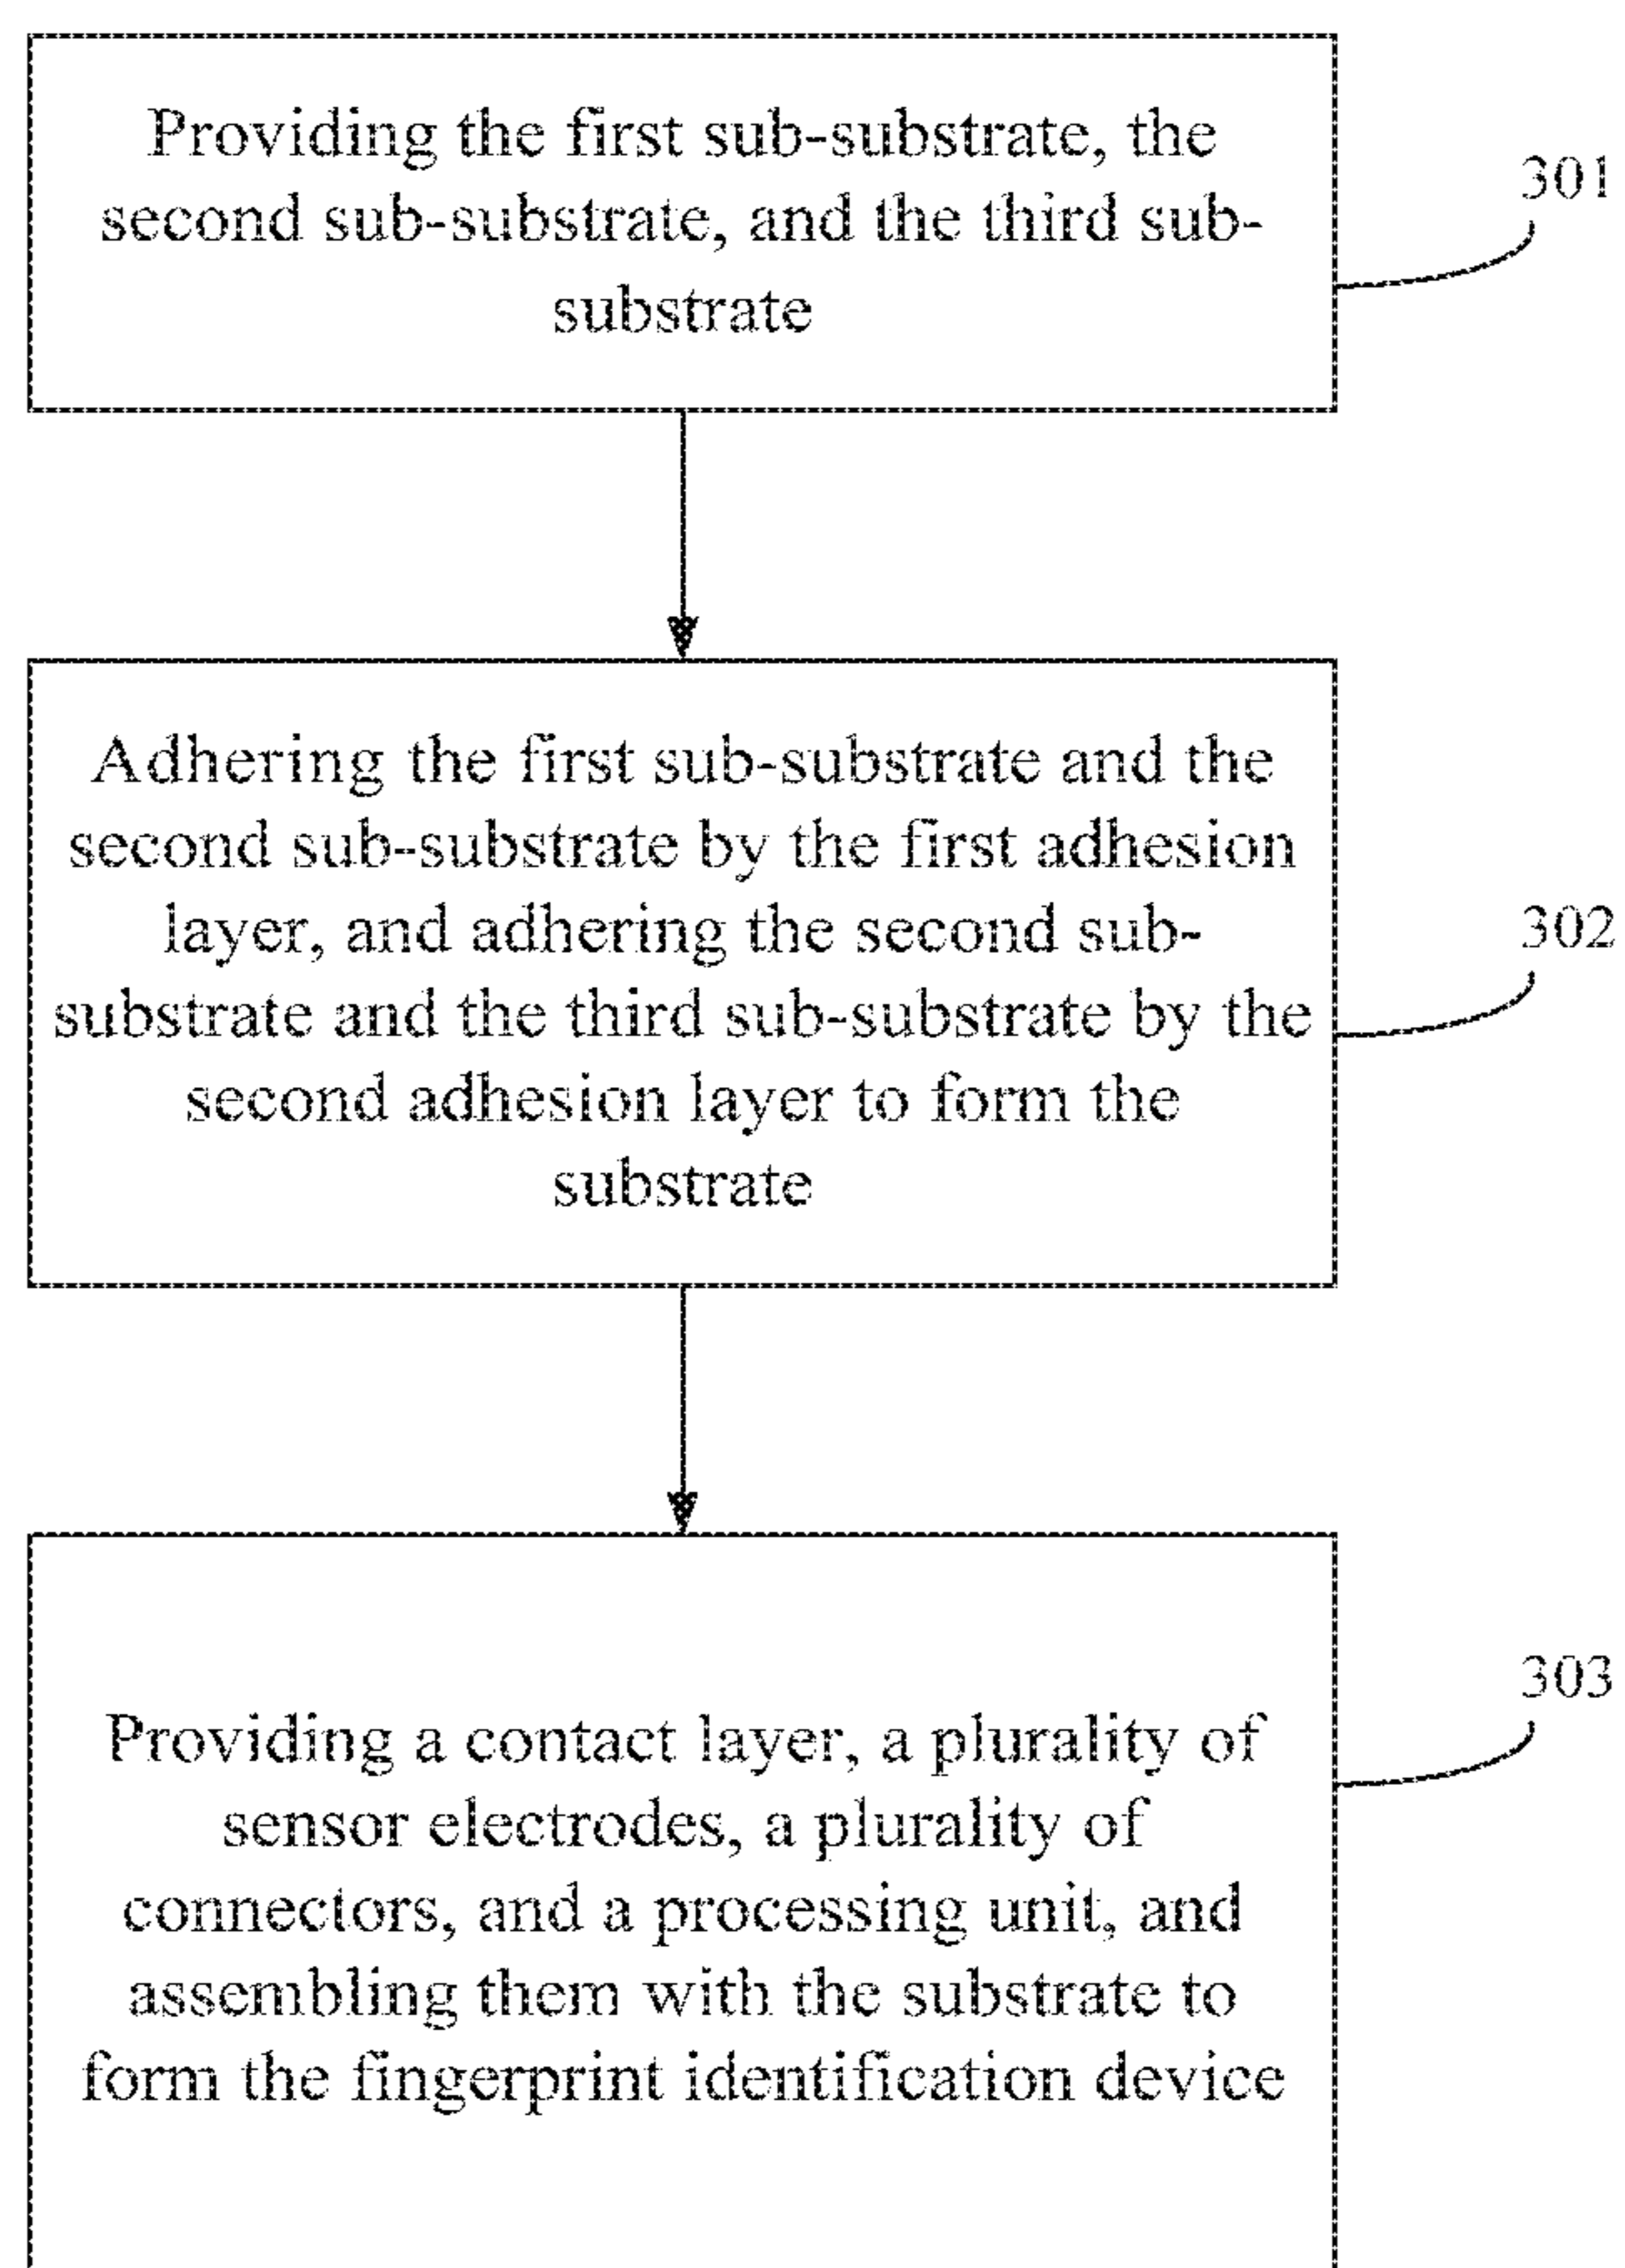 Providing the first sub-substrate, the
second sub-substrate, and the third sub-
substrate
301
Adhering the first sub-substrate and the
second sub-substrate by the first adhesion
layer, and adhering the second sub-
substrate and the third sub-substrate by the
second adhesion layer to form the
substrate
302
Providing a contact layer, a plurality of
sensor electrodes, a plurality of
connectors, and a processing unit, and
assembling them with the substrate to
form the fingerprint identification device
303